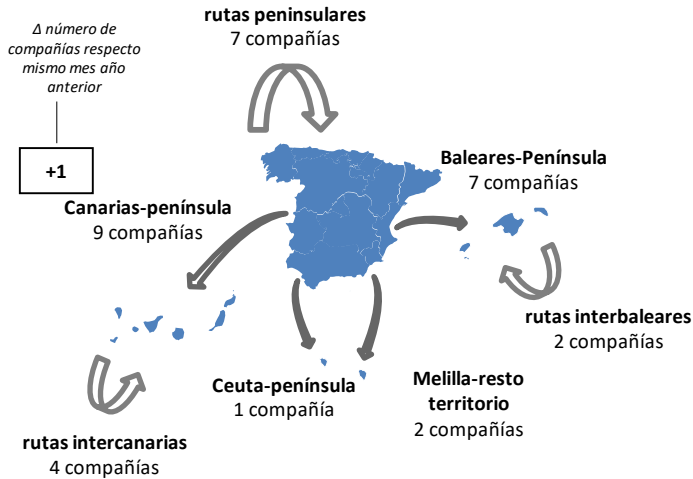 rutas peninsulares
7 compañías
Δ número de
compañías respecto
mismo mes año
anterior
+1
Baleares-Península
7 compañías
Canarias-península
9 compañías
rutas interbaleares
2 compañías
Ceuta-península
1 compañía
Melilla-resto
territorio
2 compañías
rutas intercanarias
4 compañías